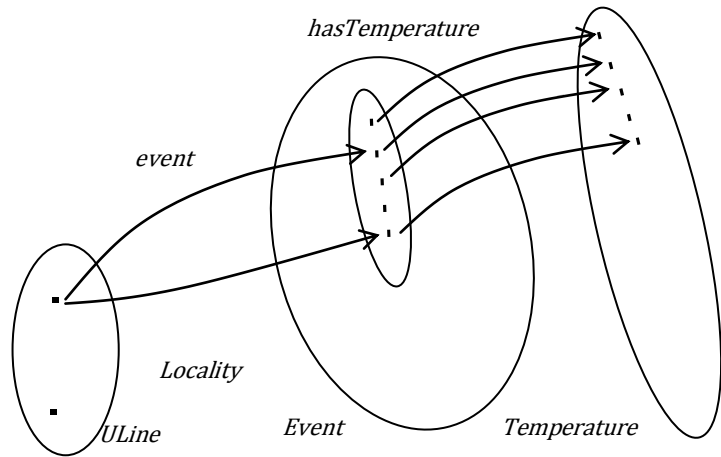 hasTemperature
event
Locality
ULine
Event
Temperature